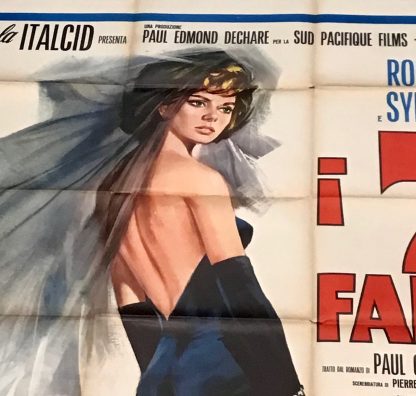 la ITALCID PRESENTA
UNA PRODUZIONE
PAUL EDMOND DECHARE PER LA SUD PACIFIQUE FILMS
RO
E SY
i 7
FA
TRATTO DAL ROMANZO DI PAUL
SCENEGGIATURA DI PIERRE